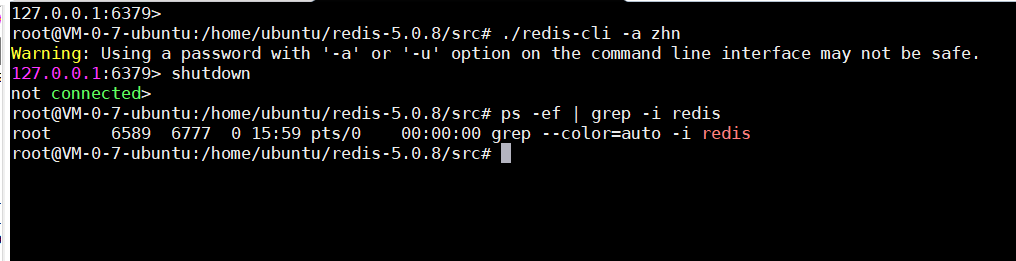 127.0.0.1:6379>
root@VM-0-7-ubuntu:/home/ubuntu/redis-5.0.8/src# ./redis-cli -a zhn
Warning: Using a password with '-a' or '-u' option on the command line interface may not be safe.
127.0.0.1:6379> shutdown
not connected>
root@VM-0-7-ubuntu:/home/ubuntu/redis-5.0.8/src# ps -ef | grep -i redis
root      6589  6777  0 15:59 pts/0    00:00:00 grep --color=auto -i redis
root@VM-0-7-ubuntu:/home/ubuntu/redis-5.0.8/src#